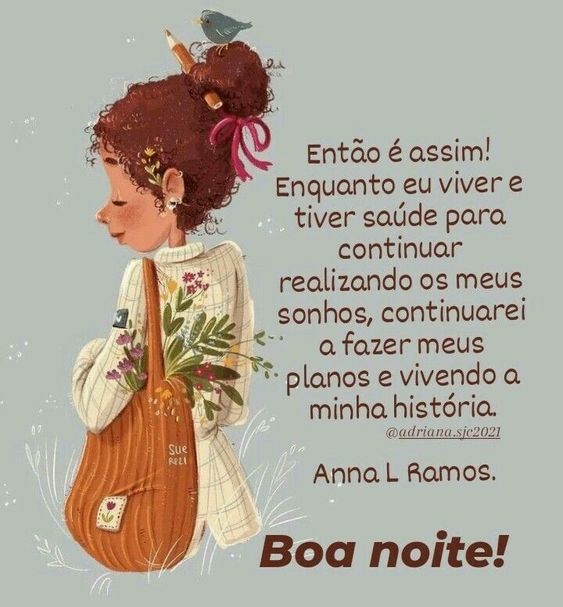 Então é assim!
Enquanto eu viver e
tiver saúde para
continuar
realizando os meus
sonhos, continuarei
a fazer meus
planos e vivendo a
minha história.
@adriana.sjc2021
Anna L Ramos.
SUE
REZI
Boa noite!